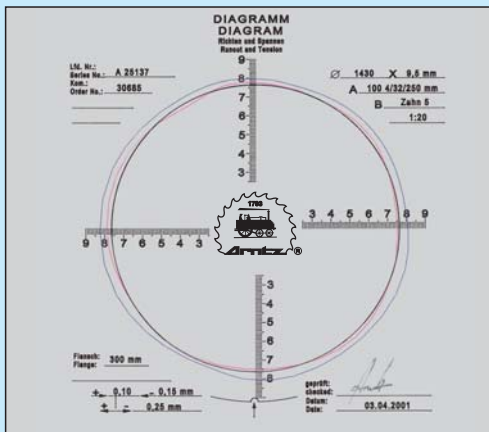 DIAGRAMM
DIAGRAM
Richten und Spannen
Runout and Tension
Lfd. Nr.:
Series No.: A 25137
Kom.:
Order No.: 30685
Ø 1430 X 9,5 mm
A 100 4/32/250 mm
B Zahn 5
1:20
9
8
7
6
5
4
3
9 8 7 6 5 4 3
1793
Arntz ®
3 4 5 6 7 8 9
3
4
5
6
7
8
9
Flansch:
Flange: 300 mm
+ 0,10 - 0,15 mm
+ - 0,25 mm
geprüft:
checked:
Datum:
Date: 03.04.2001
1